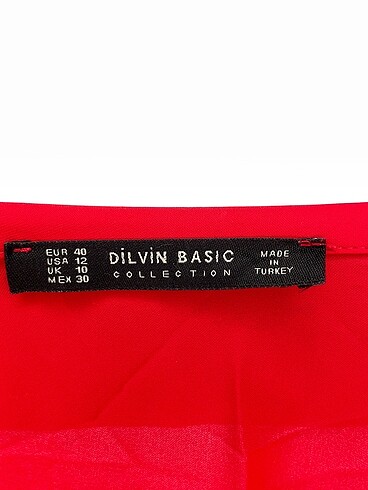 EUR 40
USA 12
UK 10
MEX 30
DİLVİN BASIC
COLLECTION
MADE
IN
TURKEY